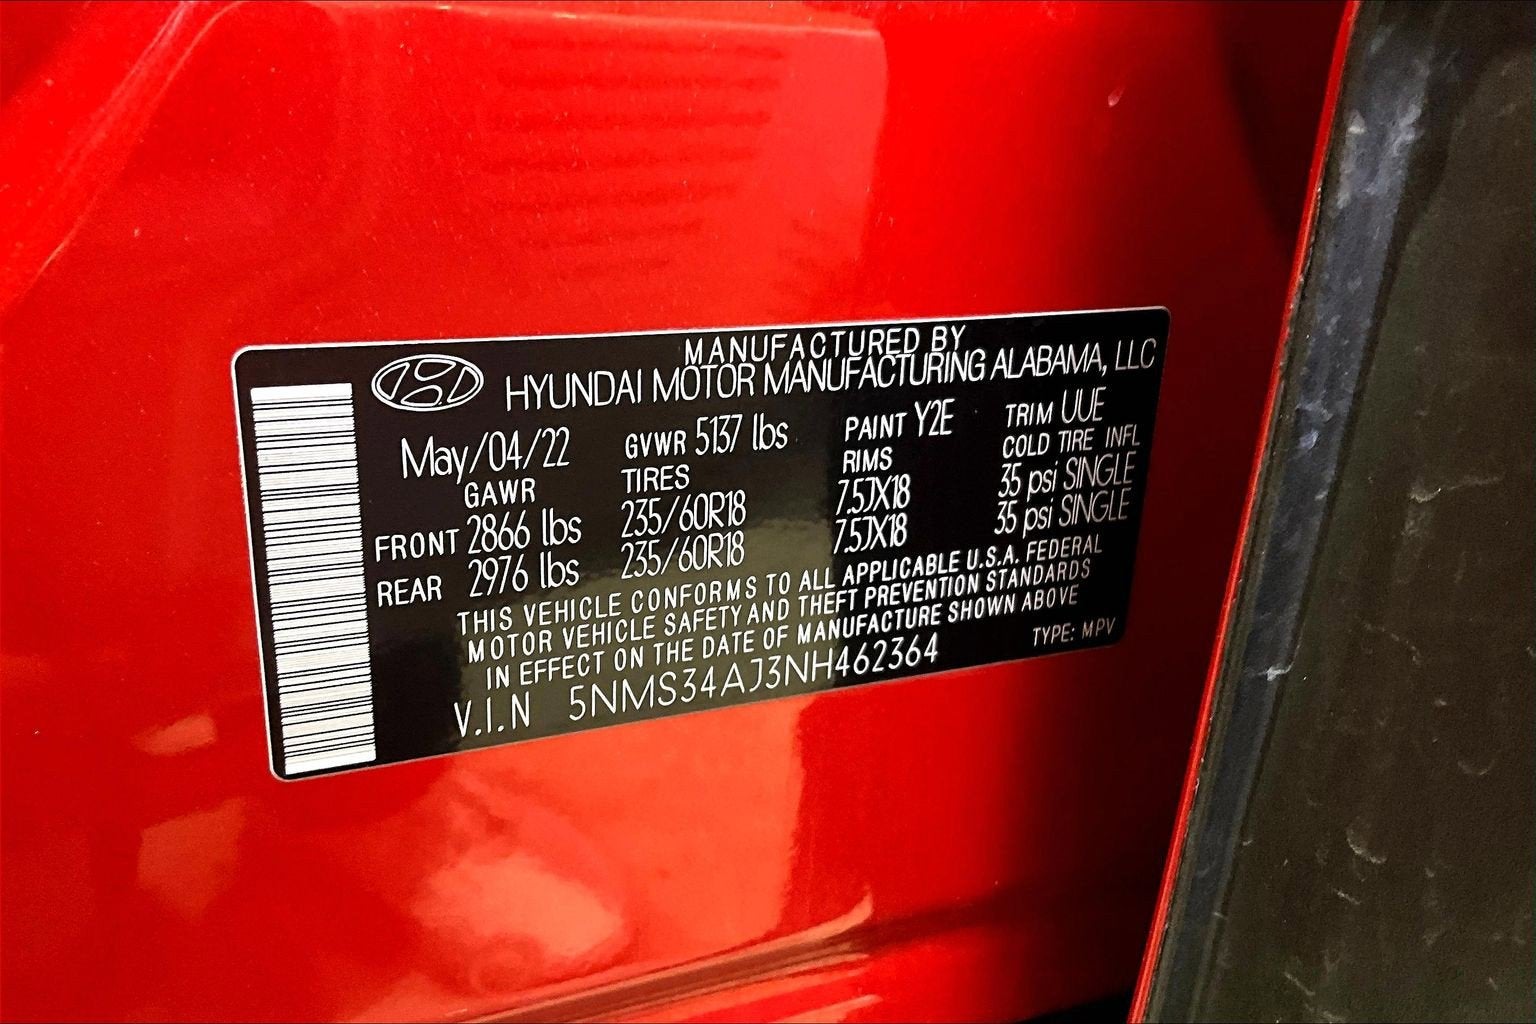 MANUFACTURED BY
HYUNDAI MOTOR MANUFACTURING ALABAMA, LLC
May/04/22 GVWR 5137 lbs PAINT Y2E TRIM UUE
GAWR TIRES RIMS COLD TIRE INFL
FRONT 2866 lbs 235/60R18 7.5JX18 35 psi SINGLE
REAR 2976 lbs 235/60R18 7.5JX18 35 psi SINGLE
THIS VEHICLE CONFORMS TO ALL APPLICABLE U.S.A. FEDERAL
MOTOR VEHICLE SAFETY AND THEFT PREVENTION STANDARDS
IN EFFECT ON THE DATE OF MANUFACTURE SHOWN ABOVE
V.I.N 5NMS34AJ3NH462364 TYPE: MPV